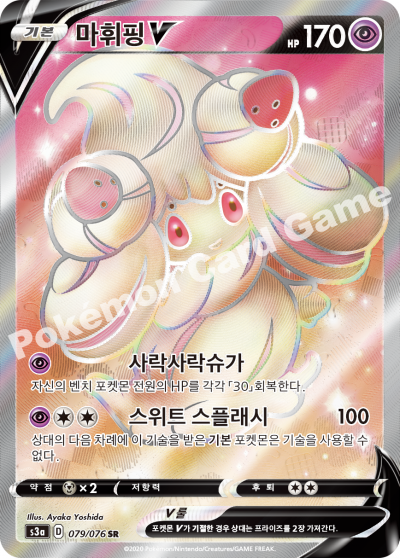 기본 마휘핑 V HP 170
Pokémon Card Game
사락사락슈가
자신의 벤치 포켓몬 전원의 HP를 각각 「30」회복한다.
스위트 스플래시 100
상대의 다음 차례에 이 기술을 받은 기본 포켓몬은 기술을 사용할 수
없다.
약점 ×2 저항력 후퇴
Illus. Ayaka Yoshida
V룰
s3a D 079/076 SR
포켓몬 V가 기절한 경우 상대는 프라이즈를 2장 가져간다.
©2020 Pokémon/Nintendo/Creatures/GAME FREAK.